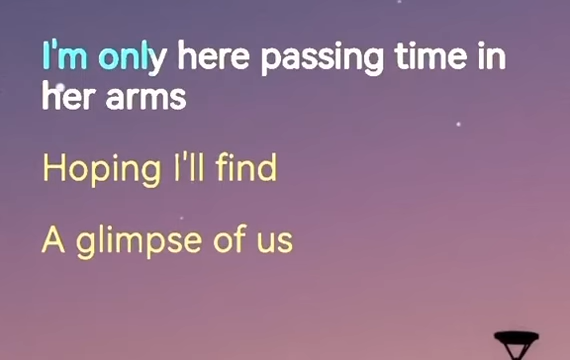 I'm only here passing time in
her arms
Hoping I'll find
A glimpse of us